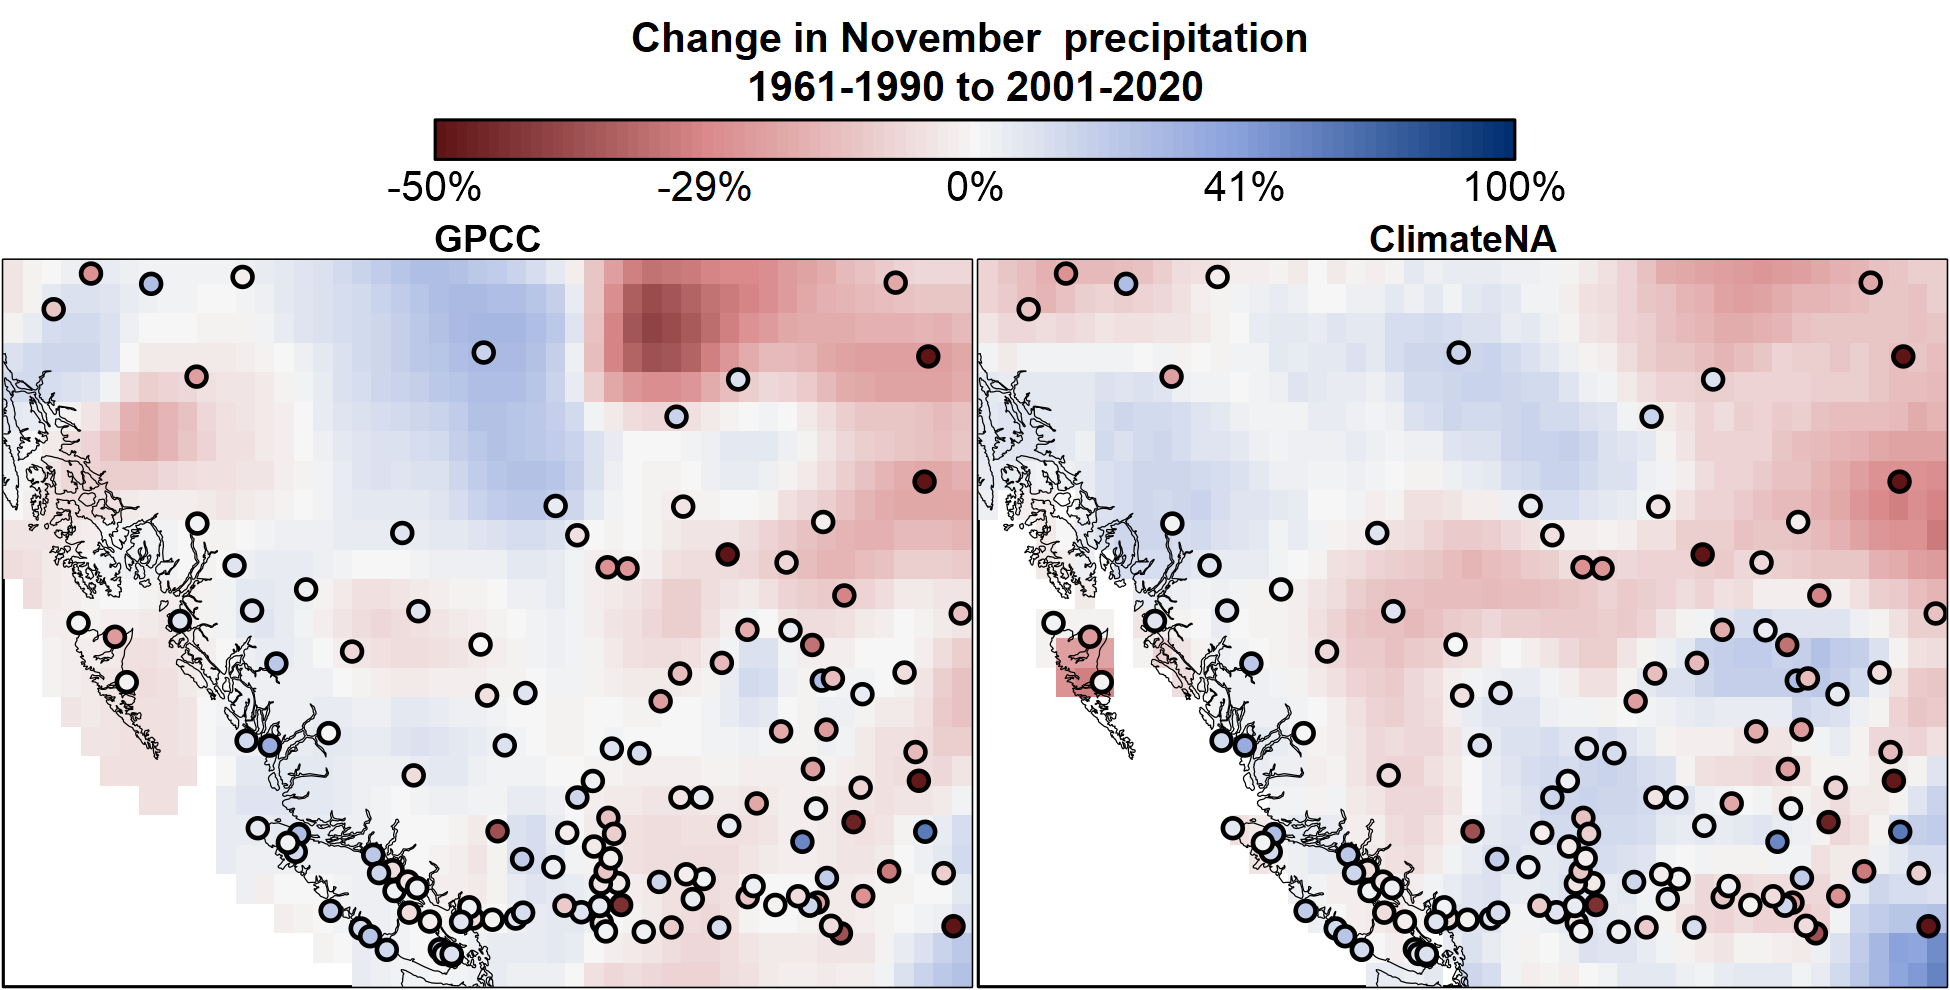 Change in November  precipitation
1961-1990 to 2001-2020
-50% -29% 0% 41% 100%
GPCC ClimateNA